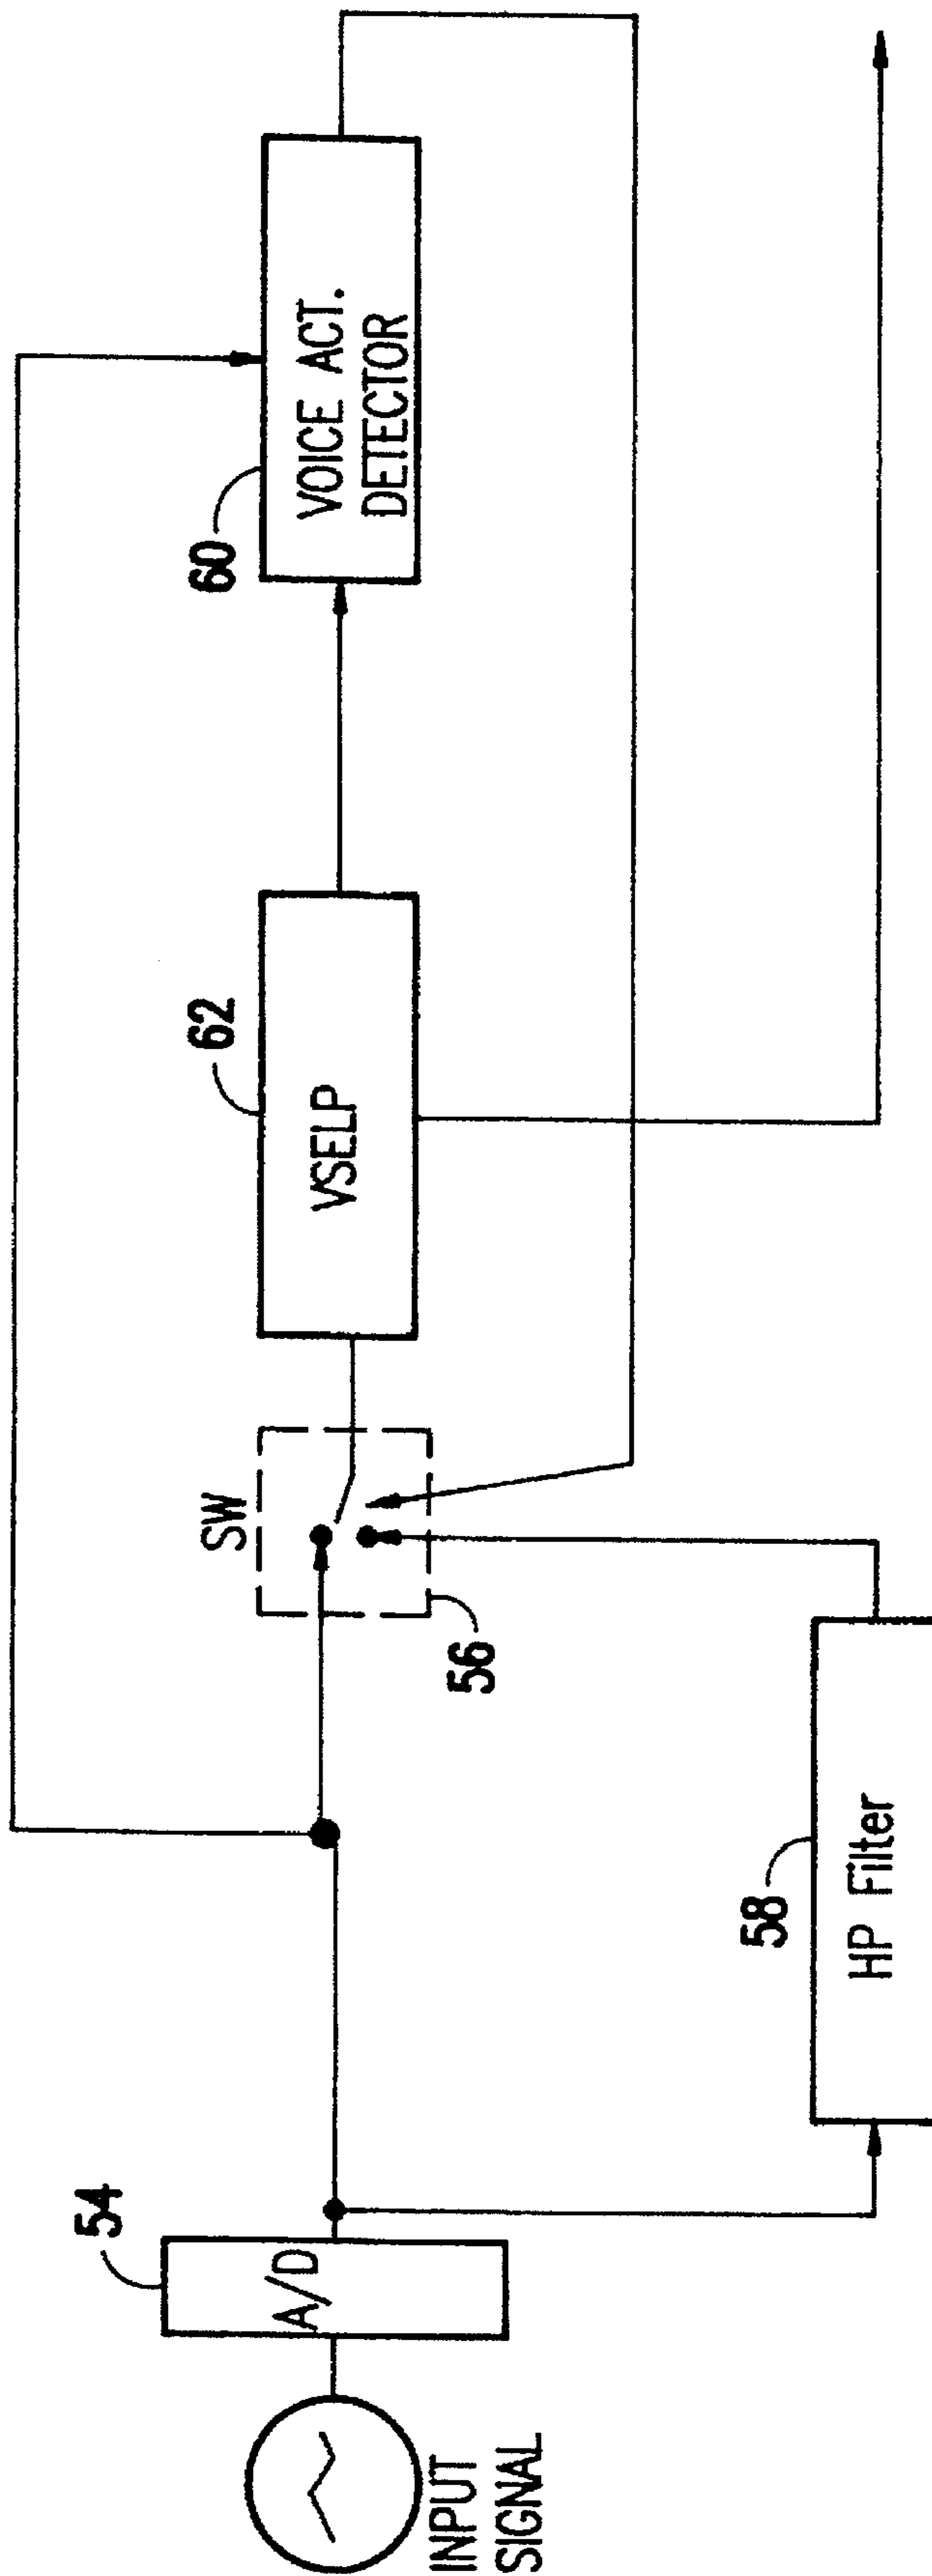 INPUT
SIGNAL
54
A/D
58
HP Filter
SW
56
62
VSELP
60
VOICE ACT.
DETECTOR